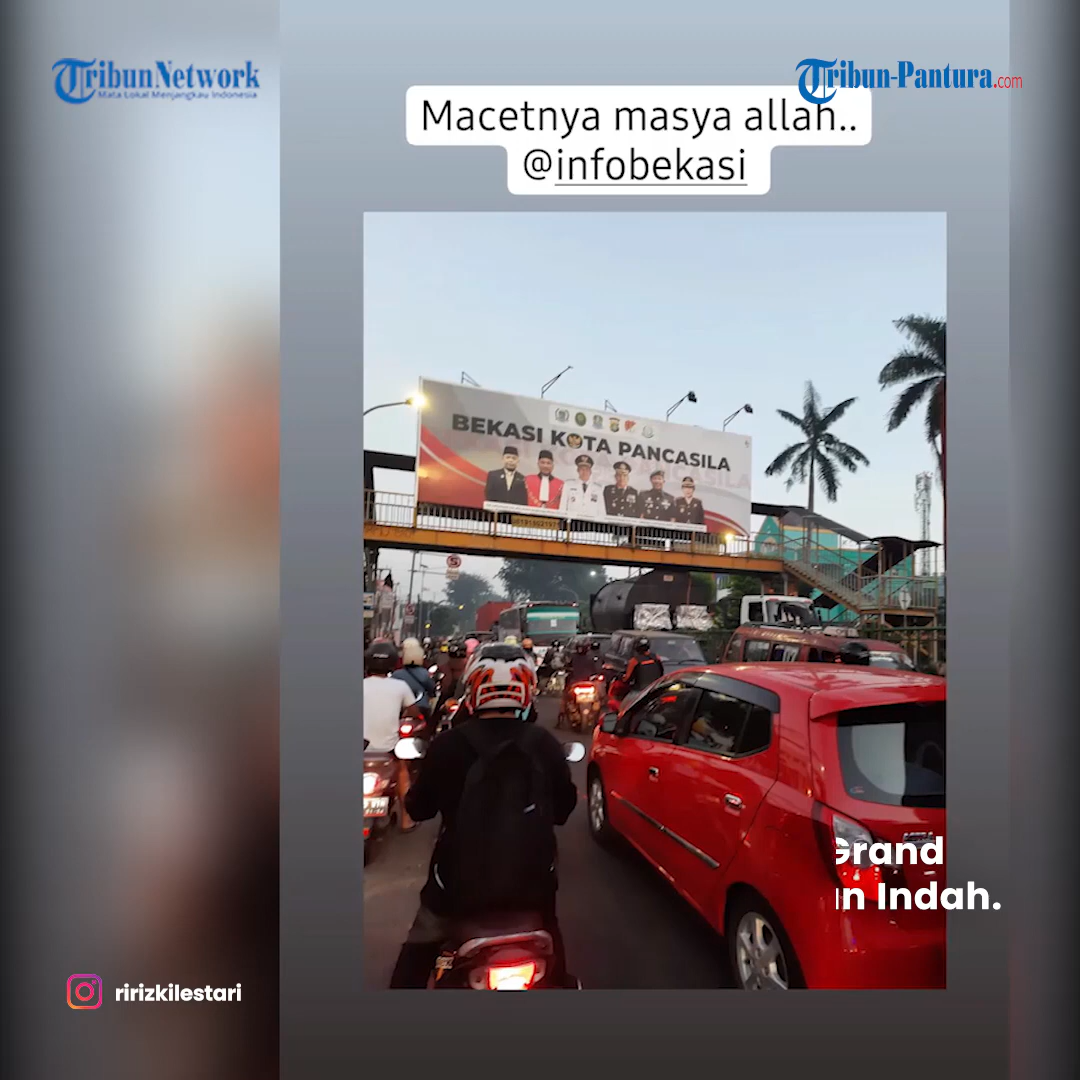 TribunNetwork
Mata Lokal Menjangkau Indonesia
Tribun-Pantura.com
Macetnya masya allah..
@infobekasi
BEKASI KOTA PANCASILA
Grand
Indah.
ririzkilestari